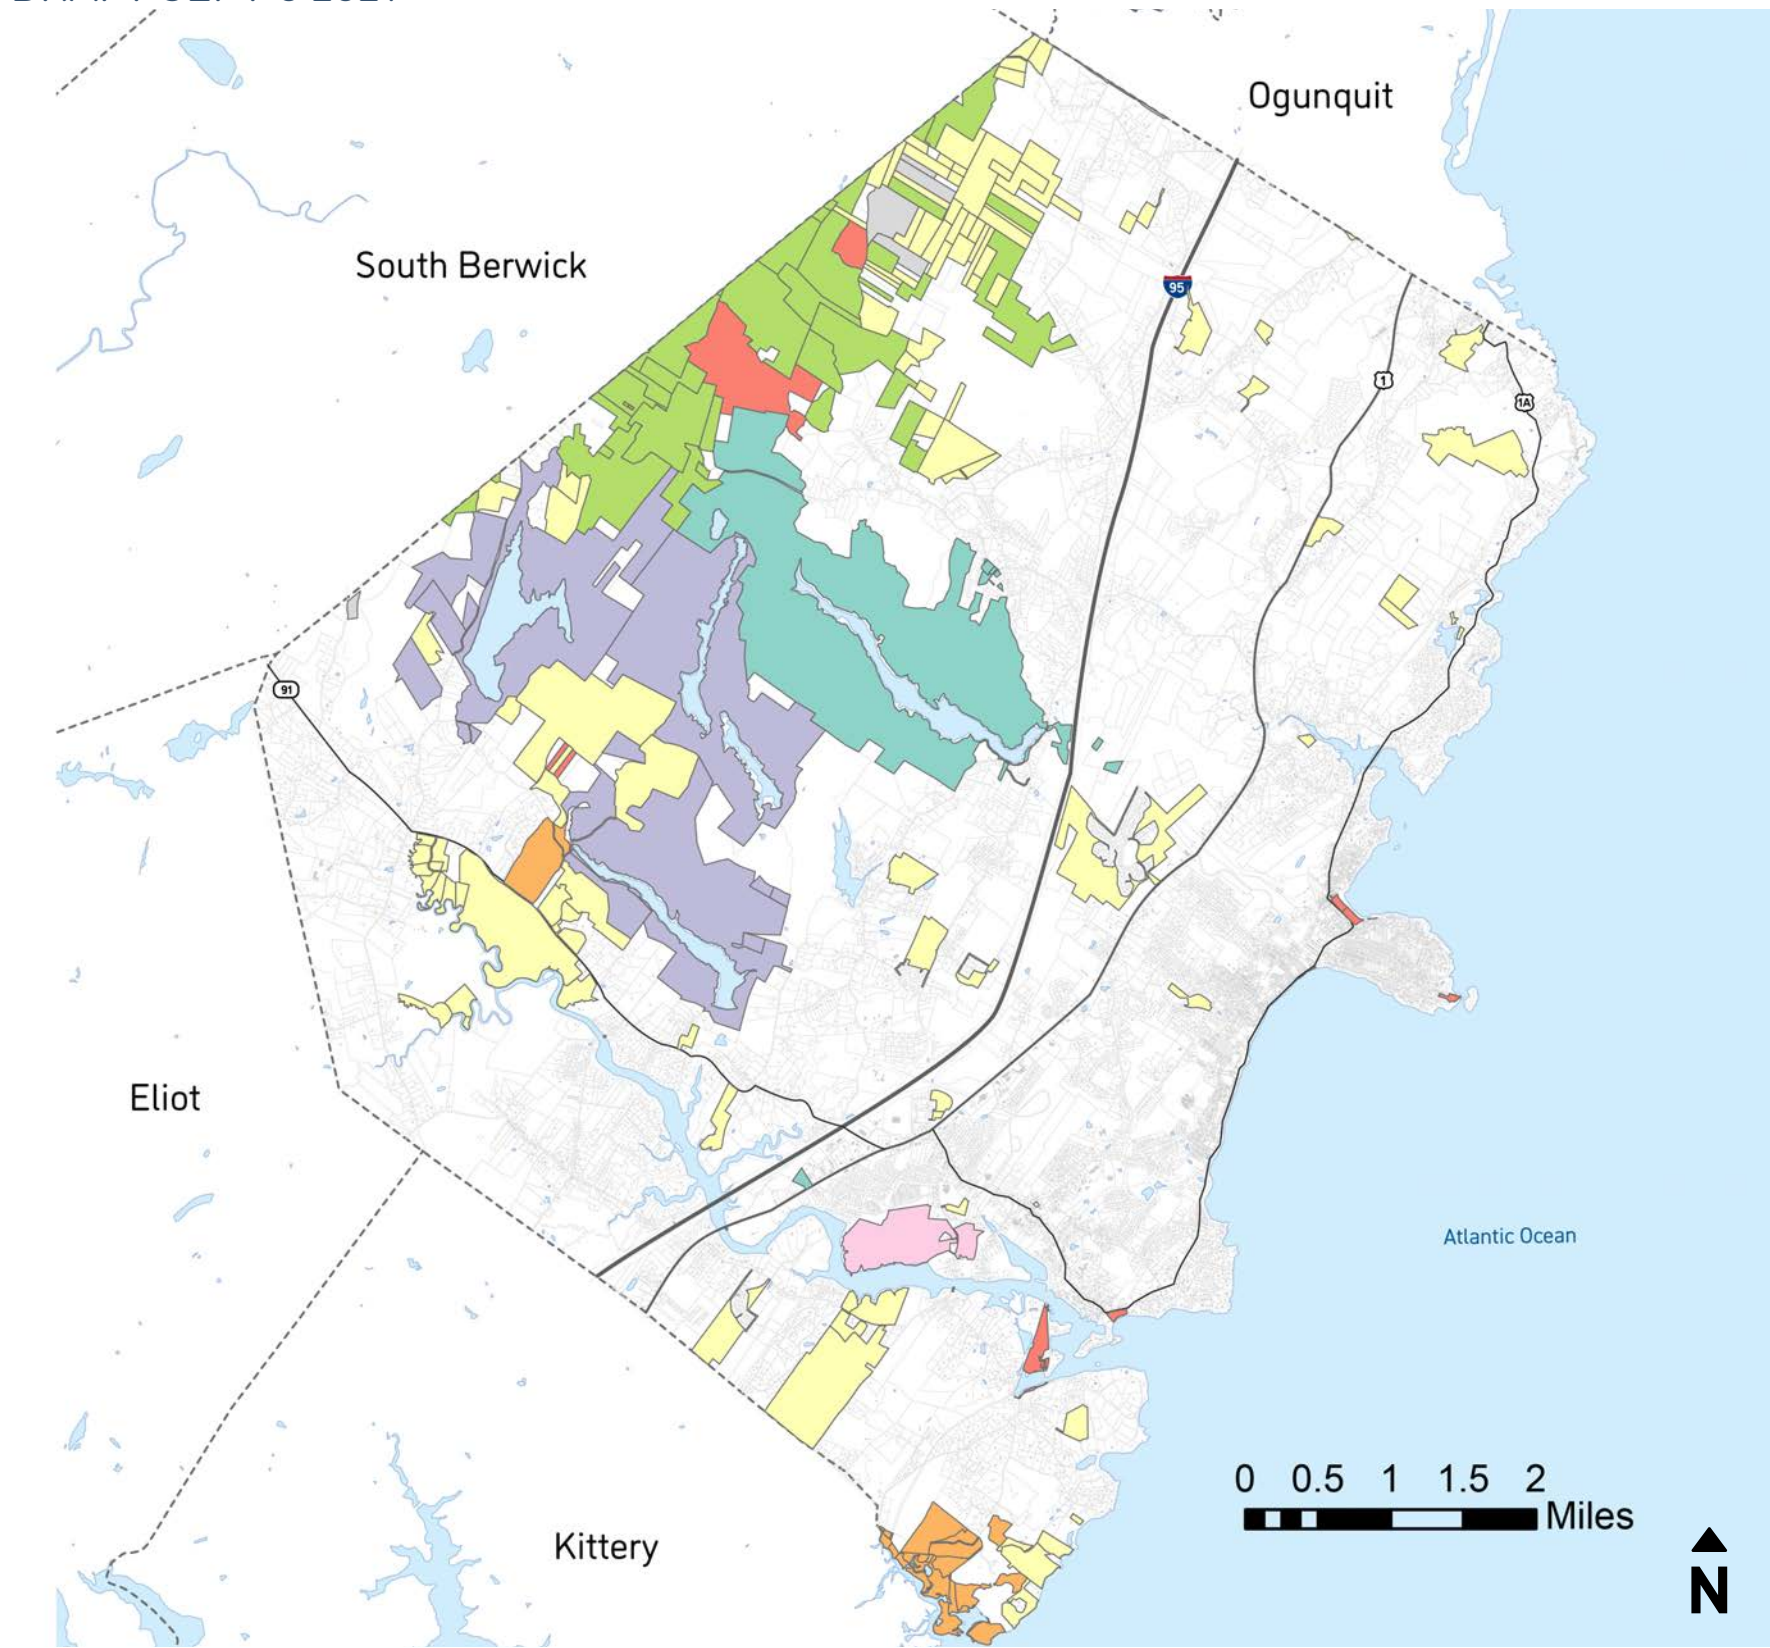 Ogunquit
South Berwick
95
1
1A
91
Eliot
Atlantic Ocean
0 0.5 1 1.5 2
Miles
Kittery
N